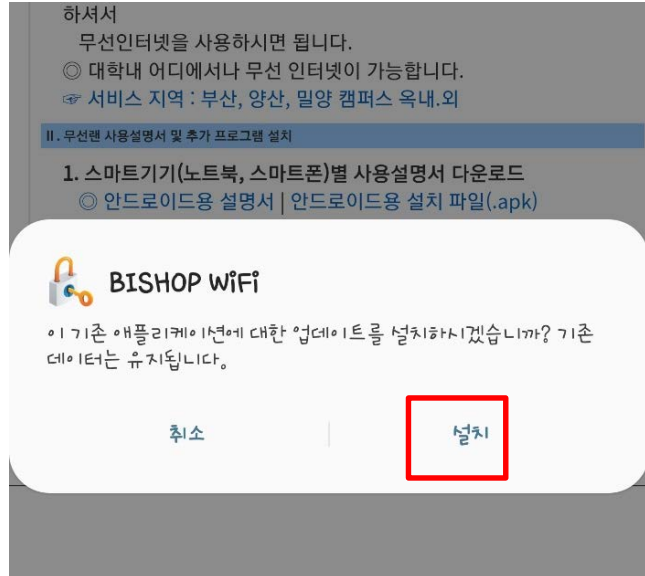 하셔서
무선인터넷을 사용하시면 됩니다.
◎ 대학내 어디에서나 무선 인터넷이 가능합니다.
☞ 서비스 지역 : 부산, 양산, 밀양 캠퍼스 옥내.외
II. 무선랜 사용설명서 및 추가 프로그램 설치
1. 스마트기기(노트북, 스마트폰)별 사용설명서 다운로드
◎ 안드로이드용 설명서 | 안드로이드용 설치 파일(.apk)
BISHOP WiFi
이 기존 애플리케이션에 대한 업데이트를 설치하시겠습니까? 기존
데이터는 유지됩니다.
취소 설치